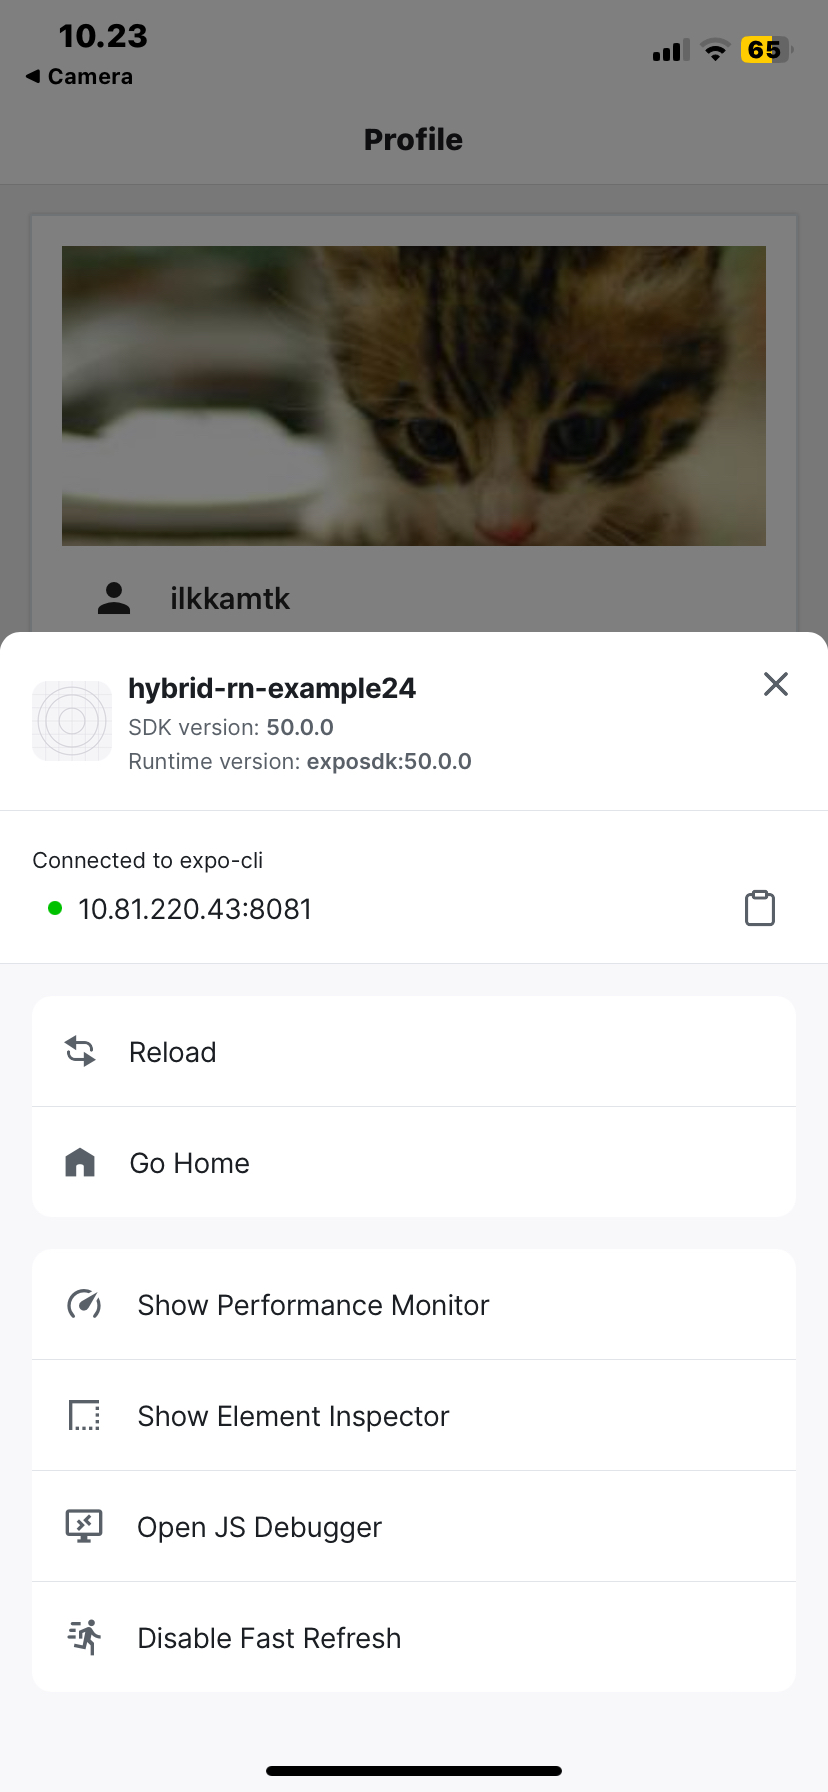 10.23
65
◀ Camera
Profile
ilkkamtk
hybrid-rn-example24
SDK version: 50.0.0
Runtime version: exposdk:50.0.0
Connected to expo-cli
10.81.220.43:8081
Reload
Go Home
Show Performance Monitor
Show Element Inspector
Open JS Debugger
Disable Fast Refresh